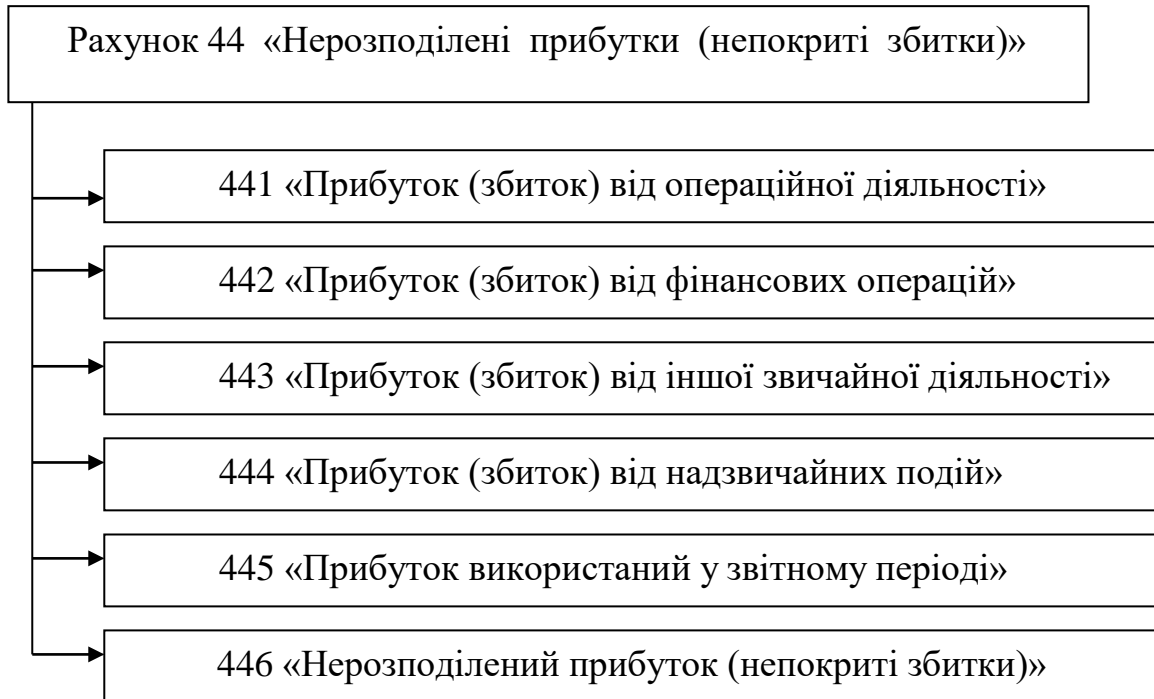 Рахунок 44 «Нерозподілені прибутки (непокриті збитки)»
441 «Прибуток (збиток) від операційної діяльності»
442 «Прибуток (збиток) від фінансових операцій»
443 «Прибуток (збиток) від іншої звичайної діяльності»
444 «Прибуток (збиток) від надзвичайних подій»
445 «Прибуток використаний у звітному періоді»
446 «Нерозподілений прибуток (непокриті збитки)»